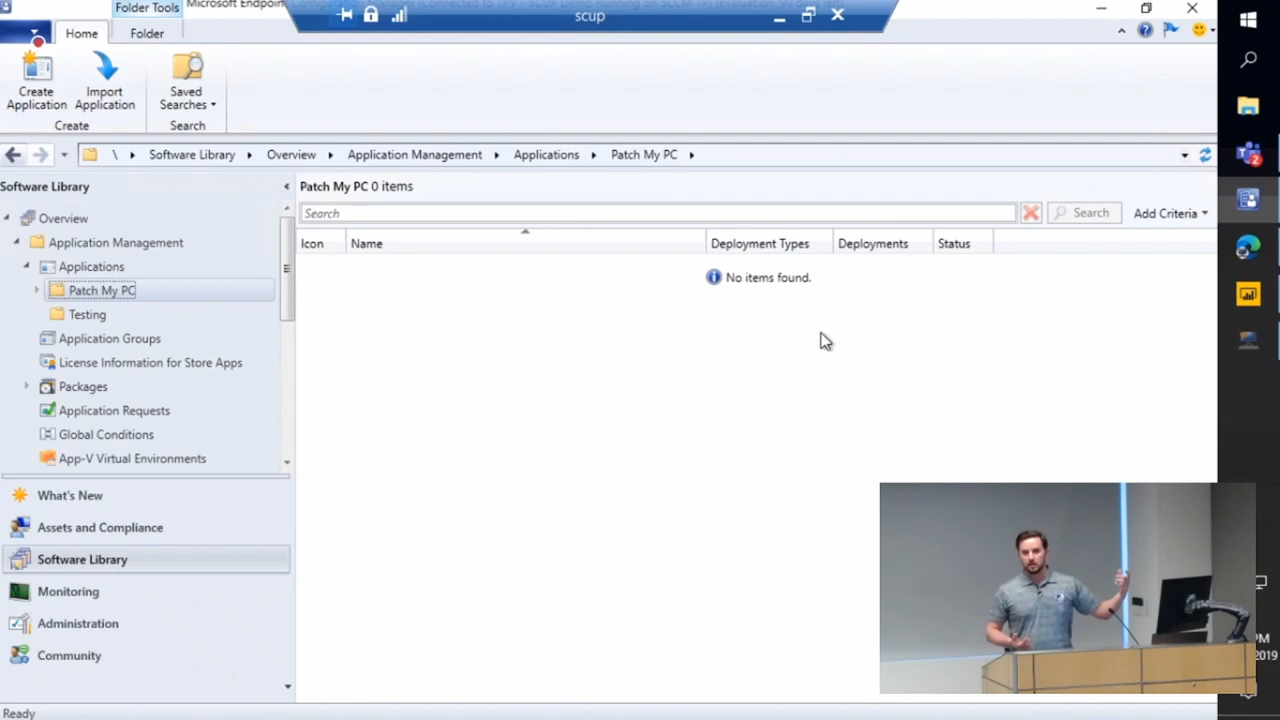 Folder Tools
Microsoft Endpoin
scup
Home
Folder
Create Application
Import Application
Saved Searches
Create
Search
\ Software Library Overview Application Management Applications Patch My PC
Software Library
Patch My PC 0 items
Search
Search
Add Criteria
Icon Name Deployment Types Deployments Status
No items found.
Overview
Application Management
Applications
Patch My PC
Testing
Application Groups
License Information for Store Apps
Packages
Application Requests
Global Conditions
App-V Virtual Environments
What's New
Assets and Compliance
Software Library
Monitoring
Administration
Community
Ready
2
PM
2019